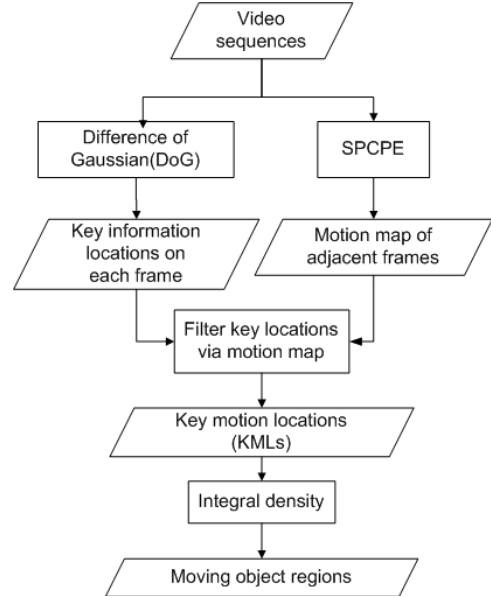 Video
sequences
Difference of
Gaussian(DoG)
SPCPE
Key information
locations on
each frame
Motion map of
adjacent frames
Filter key locations
via motion map
Key motion locations
(KMLs)
Integral density
Moving object regions